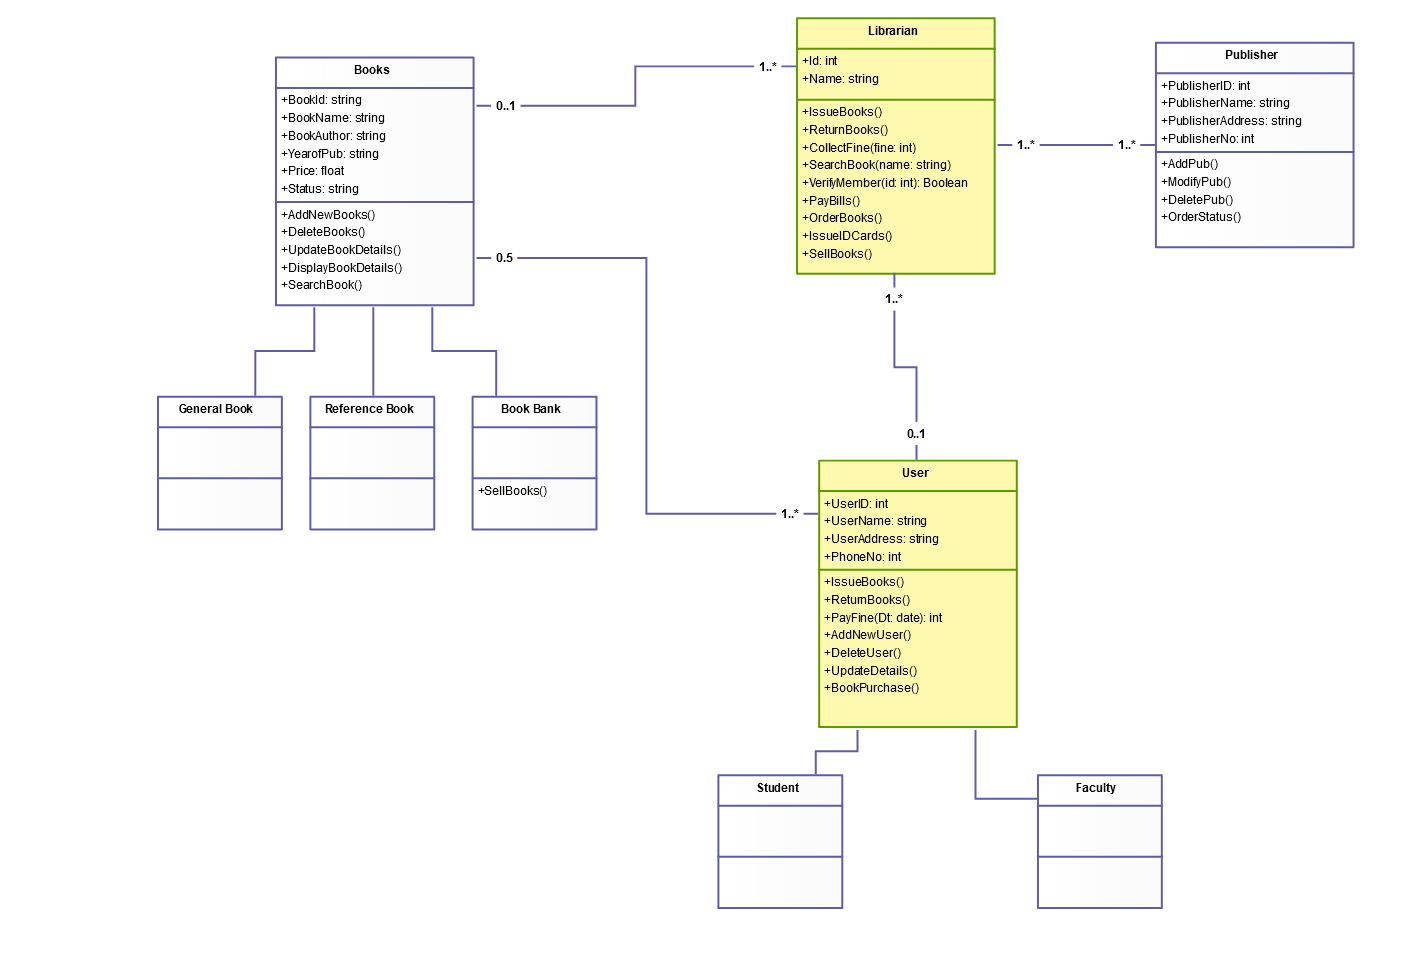 Books
+BookId: string
+BookName: string
+BookAuthor: string
+YearofPub: string
+Price: float
+Status: string
+AddNewBooks()
+DeleteBooks()
+UpdateBookDetails()
+DisplayBookDetails()
+SearchBook()
0..1
1..*
Librarian
+Id: int
+Name: string
+IssueBooks()
+ReturnBooks()
+CollectFine(fine: int)
+SearchBook(name: string)
+VerifyMember(id: int): Boolean
+PayBills()
+OrderBooks()
+IssueIDCards()
+SellBooks()
1..*
1..*
Publisher
+PublisherID: int
+PublisherName: string
+PublisherAddress: string
+PublisherNo: int
+AddPub()
+ModifyPub()
+DeletePub()
+OrderStatus()
0.5
1..*
1..*
0..1
General Book
Reference Book
Book Bank
+SellBooks()
User
+UserID: int
+UserName: string
+UserAddress: string
+PhoneNo: int
+IssueBooks()
+ReturnBooks()
+PayFine(Dt: date): int
+AddNewUser()
+DeleteUser()
+UpdateDetails()
+BookPurchase()
Student
Faculty